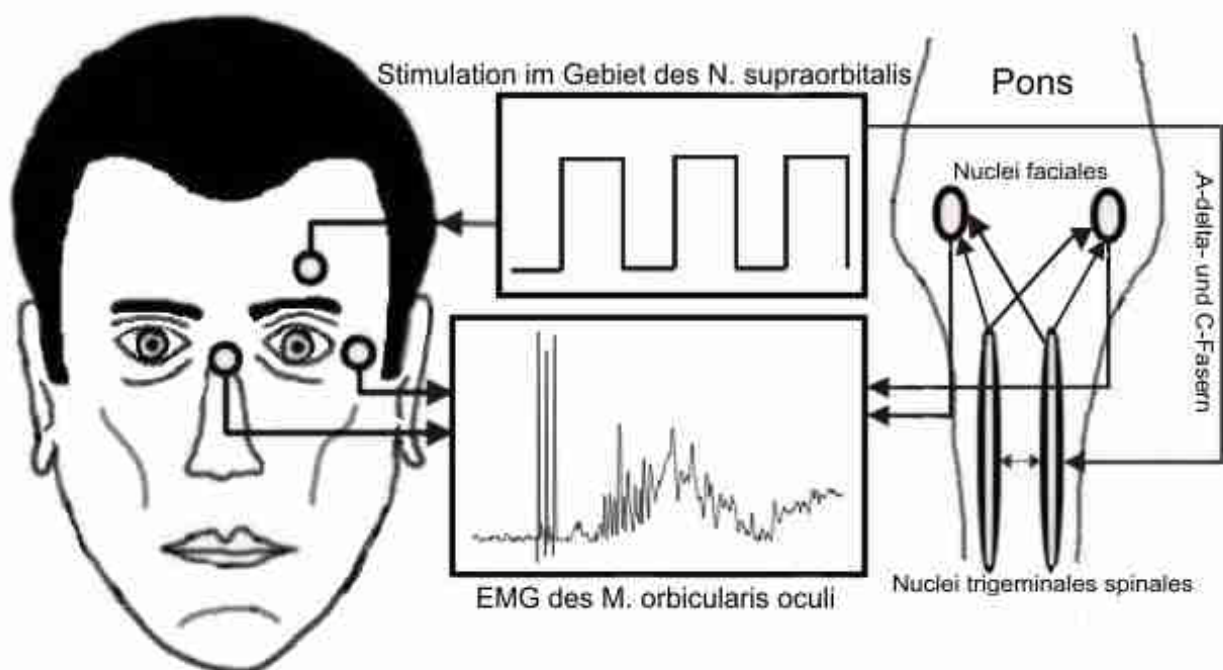 Stimulation im Gebiet des N. supraorbitalis
Pons
Nuclei faciales
A-delta- und C-Fasern
EMG des M. orbicularis oculi
Nuclei trigeminales spinales